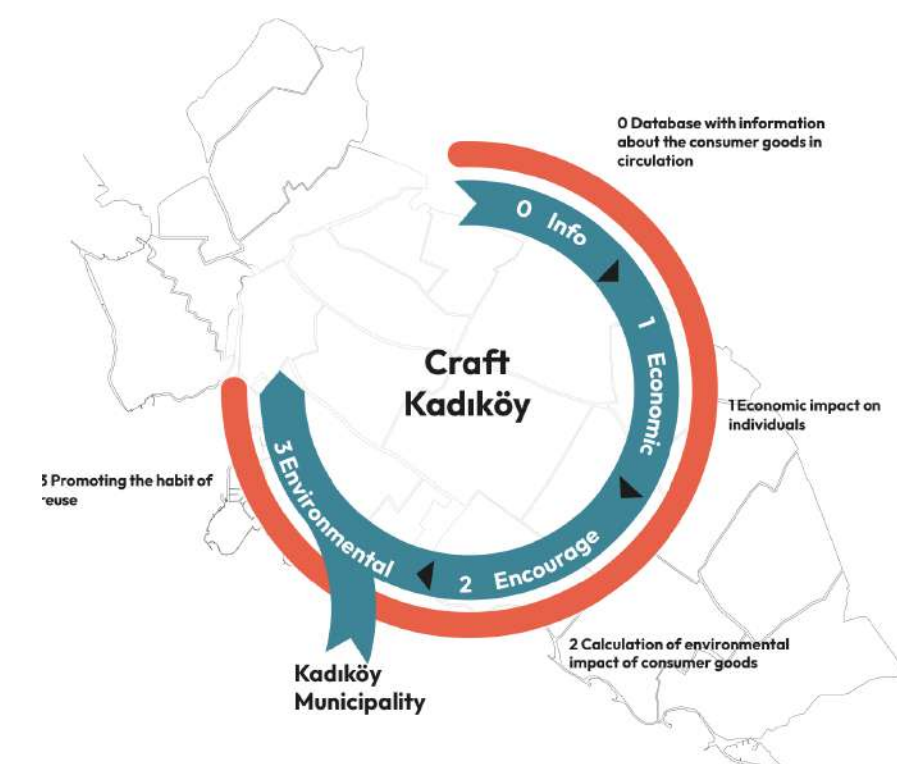 0 Database with information
about the consumer goods in
circulation
0 Info
1 Economic
2 Encourage
3 Environmental
Craft
Kadıköy
1 Economic impact on
individuals
3 Promoting the habit of
reuse
2 Calculation of environmental
impact of consumer goods
Kadıköy
Municipality